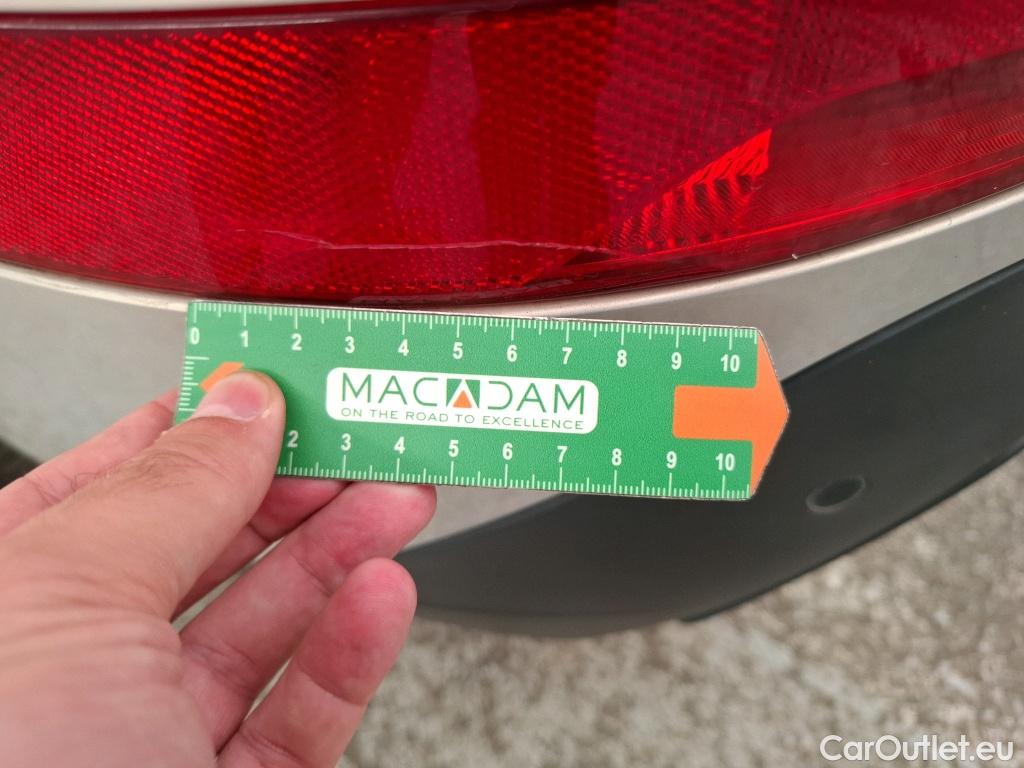 0 1 2 3 4 5 6 7 8 9 10
MACADAM
ON THE ROAD TO EXCELLENCE
2 3 4 5 6 7 8 9 10
CarOutlet.eu